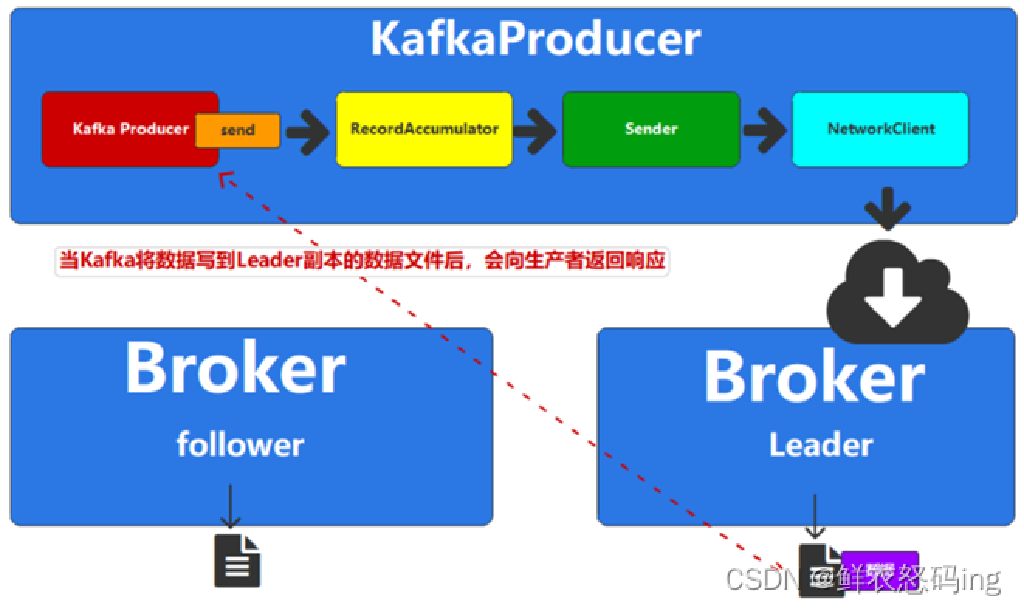 KafkaProducer
Kafka Producer
send
RecordAccumulator
Sender
NetworkClient
当Kafka将数据写到Leader副本的数据文件后，会向生产者返回响应
Broker
follower
Broker
Leader
CSDN @鲜农怒码ing